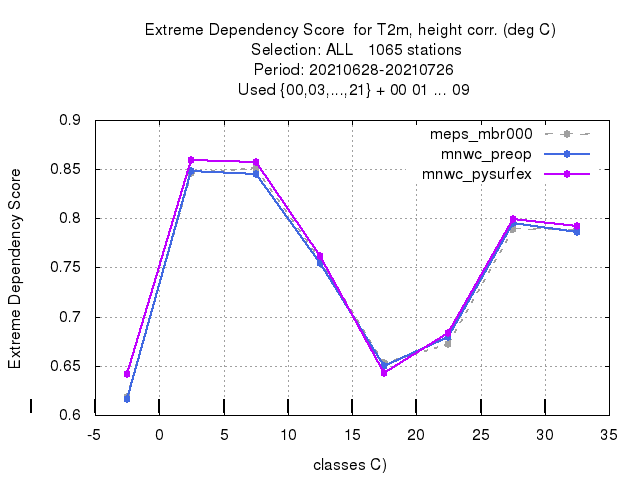 Extreme Dependency Score  for T2m, height corr. (deg C)
Selection: ALL   1065 stations
Period: 20210628-20210726
Used {00,03,...,21} + 00 01 ... 09
meps_mbr000
mnwc_preop
mnwc_pysurfex
Extreme Dependency Score
0.9
0.85
0.8
0.75
0.7
0.65
0.6
-5 0 5 10 15 20 25 30 35
classes C)